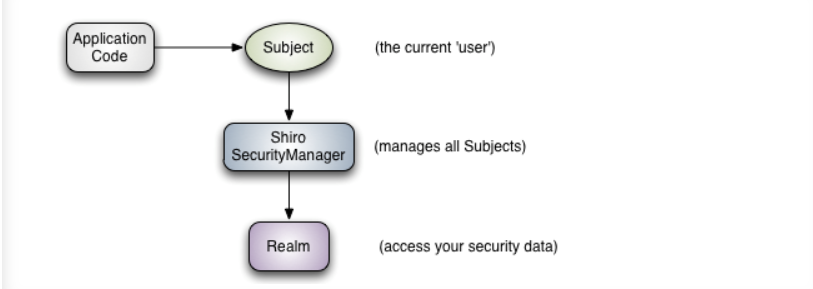 Application
Code
Subject
(the current 'user')
Shiro
SecurityManager
(manages all Subjects)
Realm
(access your security data)